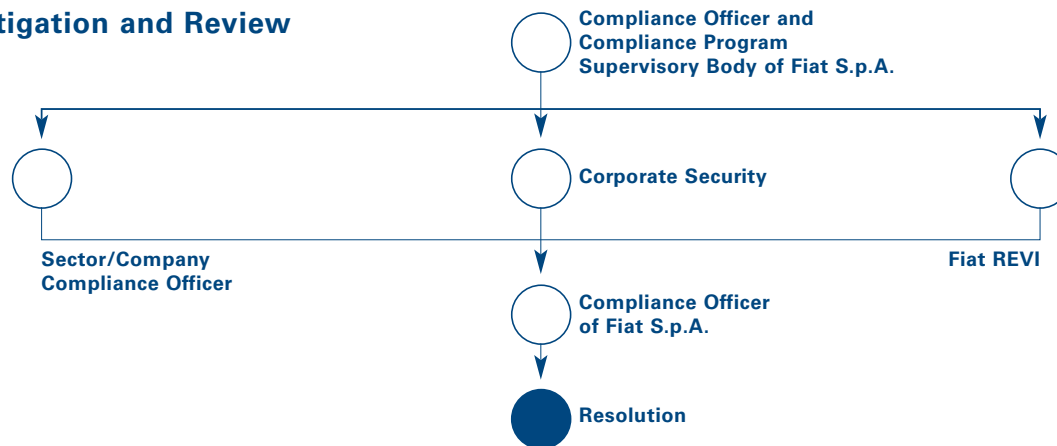 tigation and Review
Compliance Officer and
Compliance Program
Supervisory Body of Fiat S.p.A.
Corporate Security
Sector/Company
Compliance Officer
Fiat REVI
Compliance Officer
of Fiat S.p.A.
Resolution